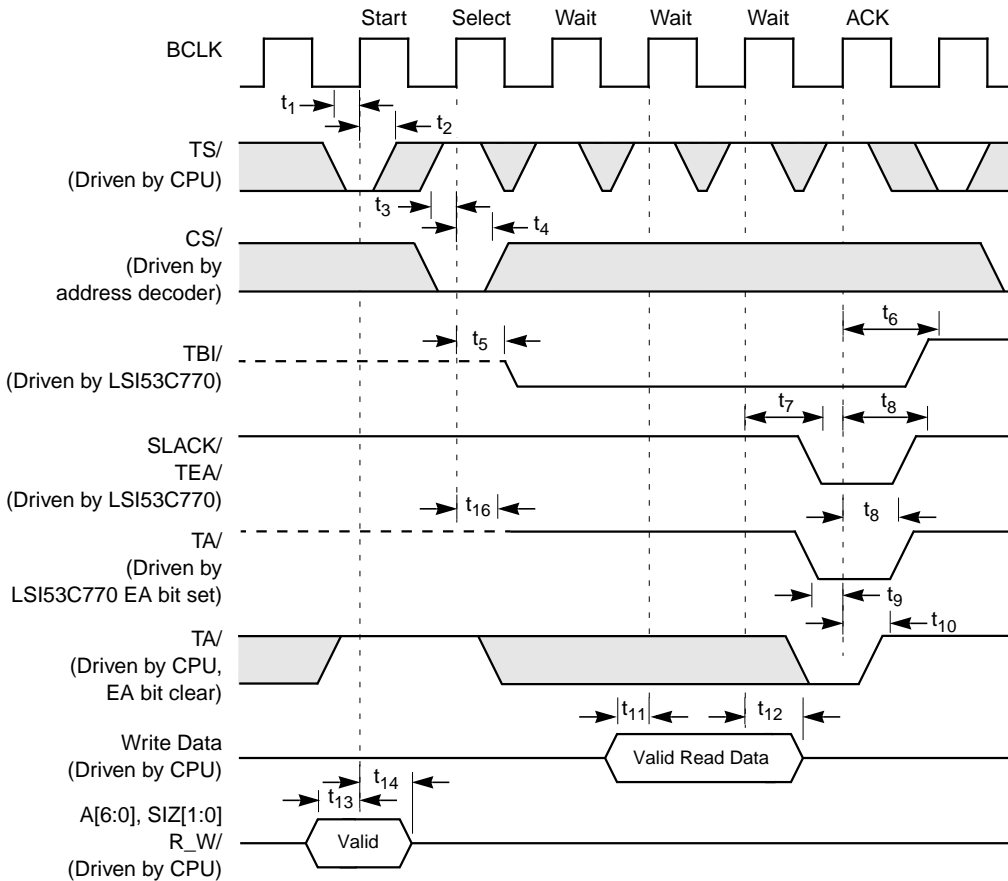 Start Select Wait Wait Wait ACK
BCLK
t1
t2
TS/
(Driven by CPU)
t3
t4
CS/
(Driven by
address decoder)
t6
t5
TBI/
(Driven by LSI53C770)
t7 t8
SLACK/
TEA/
(Driven by LSI53C770)
t16 t8
TA/
(Driven by
LSI53C770 EA bit set)
t9
t10
TA/
(Driven by CPU,
EA bit clear)
t11 t12
Write Data
(Driven by CPU)
Valid Read Data
t14
t13
A[6:0], SIZ[1:0]
R_W/
(Driven by CPU)
Valid